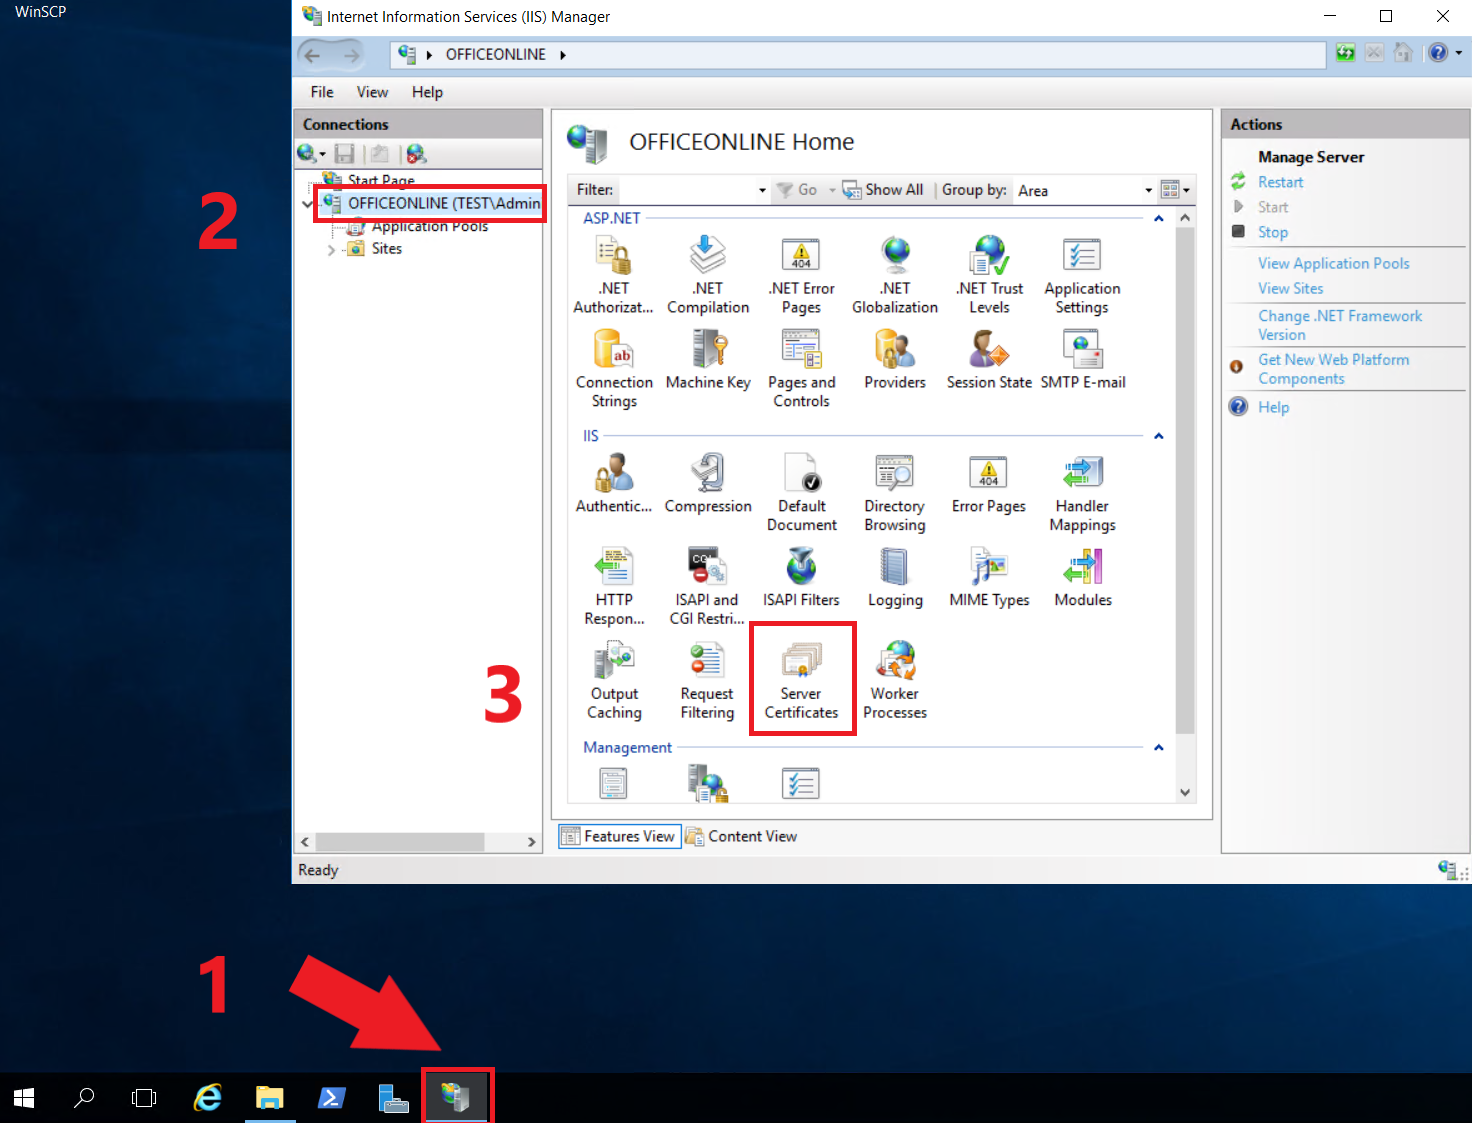 WinSCP
Internet Information Services (IIS) Manager
OFFICEONLINE
File View Help
Connections
Start Page
OFFICEONLINE (TEST\Admin
Application Pools
Sites
2
OFFICEONLINE Home
Filter: Go Show All Group by: Area
ASP.NET
.NET Authorizat...
.NET Compilation
.NET Error Pages
.NET Globalization
.NET Trust Levels
Application Settings
Connection Strings
Machine Key
Pages and Controls
Providers
Session State
SMTP E-mail
IIS
Authentic...
Compression
Default Document
Directory Browsing
Error Pages
Handler Mappings
HTTP Respon...
ISAPI and CGI Restri...
ISAPI Filters
Logging
MIME Types
Modules
3
Output Caching
Request Filtering
Server Certificates
Worker Processes
Management
Features View Content View
Actions
Manage Server
Restart
Start
Stop
View Application Pools
View Sites
Change .NET Framework
Version
Get New Web Platform
Components
Help
Ready
1